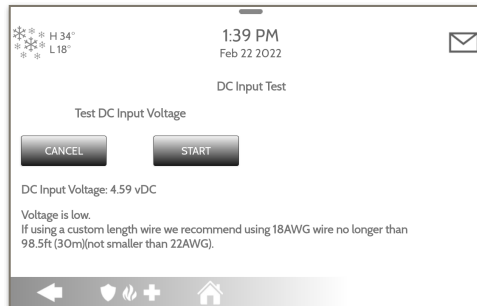 H 34°
L 18°
1:39 PM
Feb 22 2022
DC Input Test
Test DC Input Voltage
CANCEL
START
DC Input Voltage: 4.59 vDC
Voltage is low.
If using a custom length wire we recommend using 18AWG wire no longer than
98.5ft (30m)(not smaller than 22AWG).